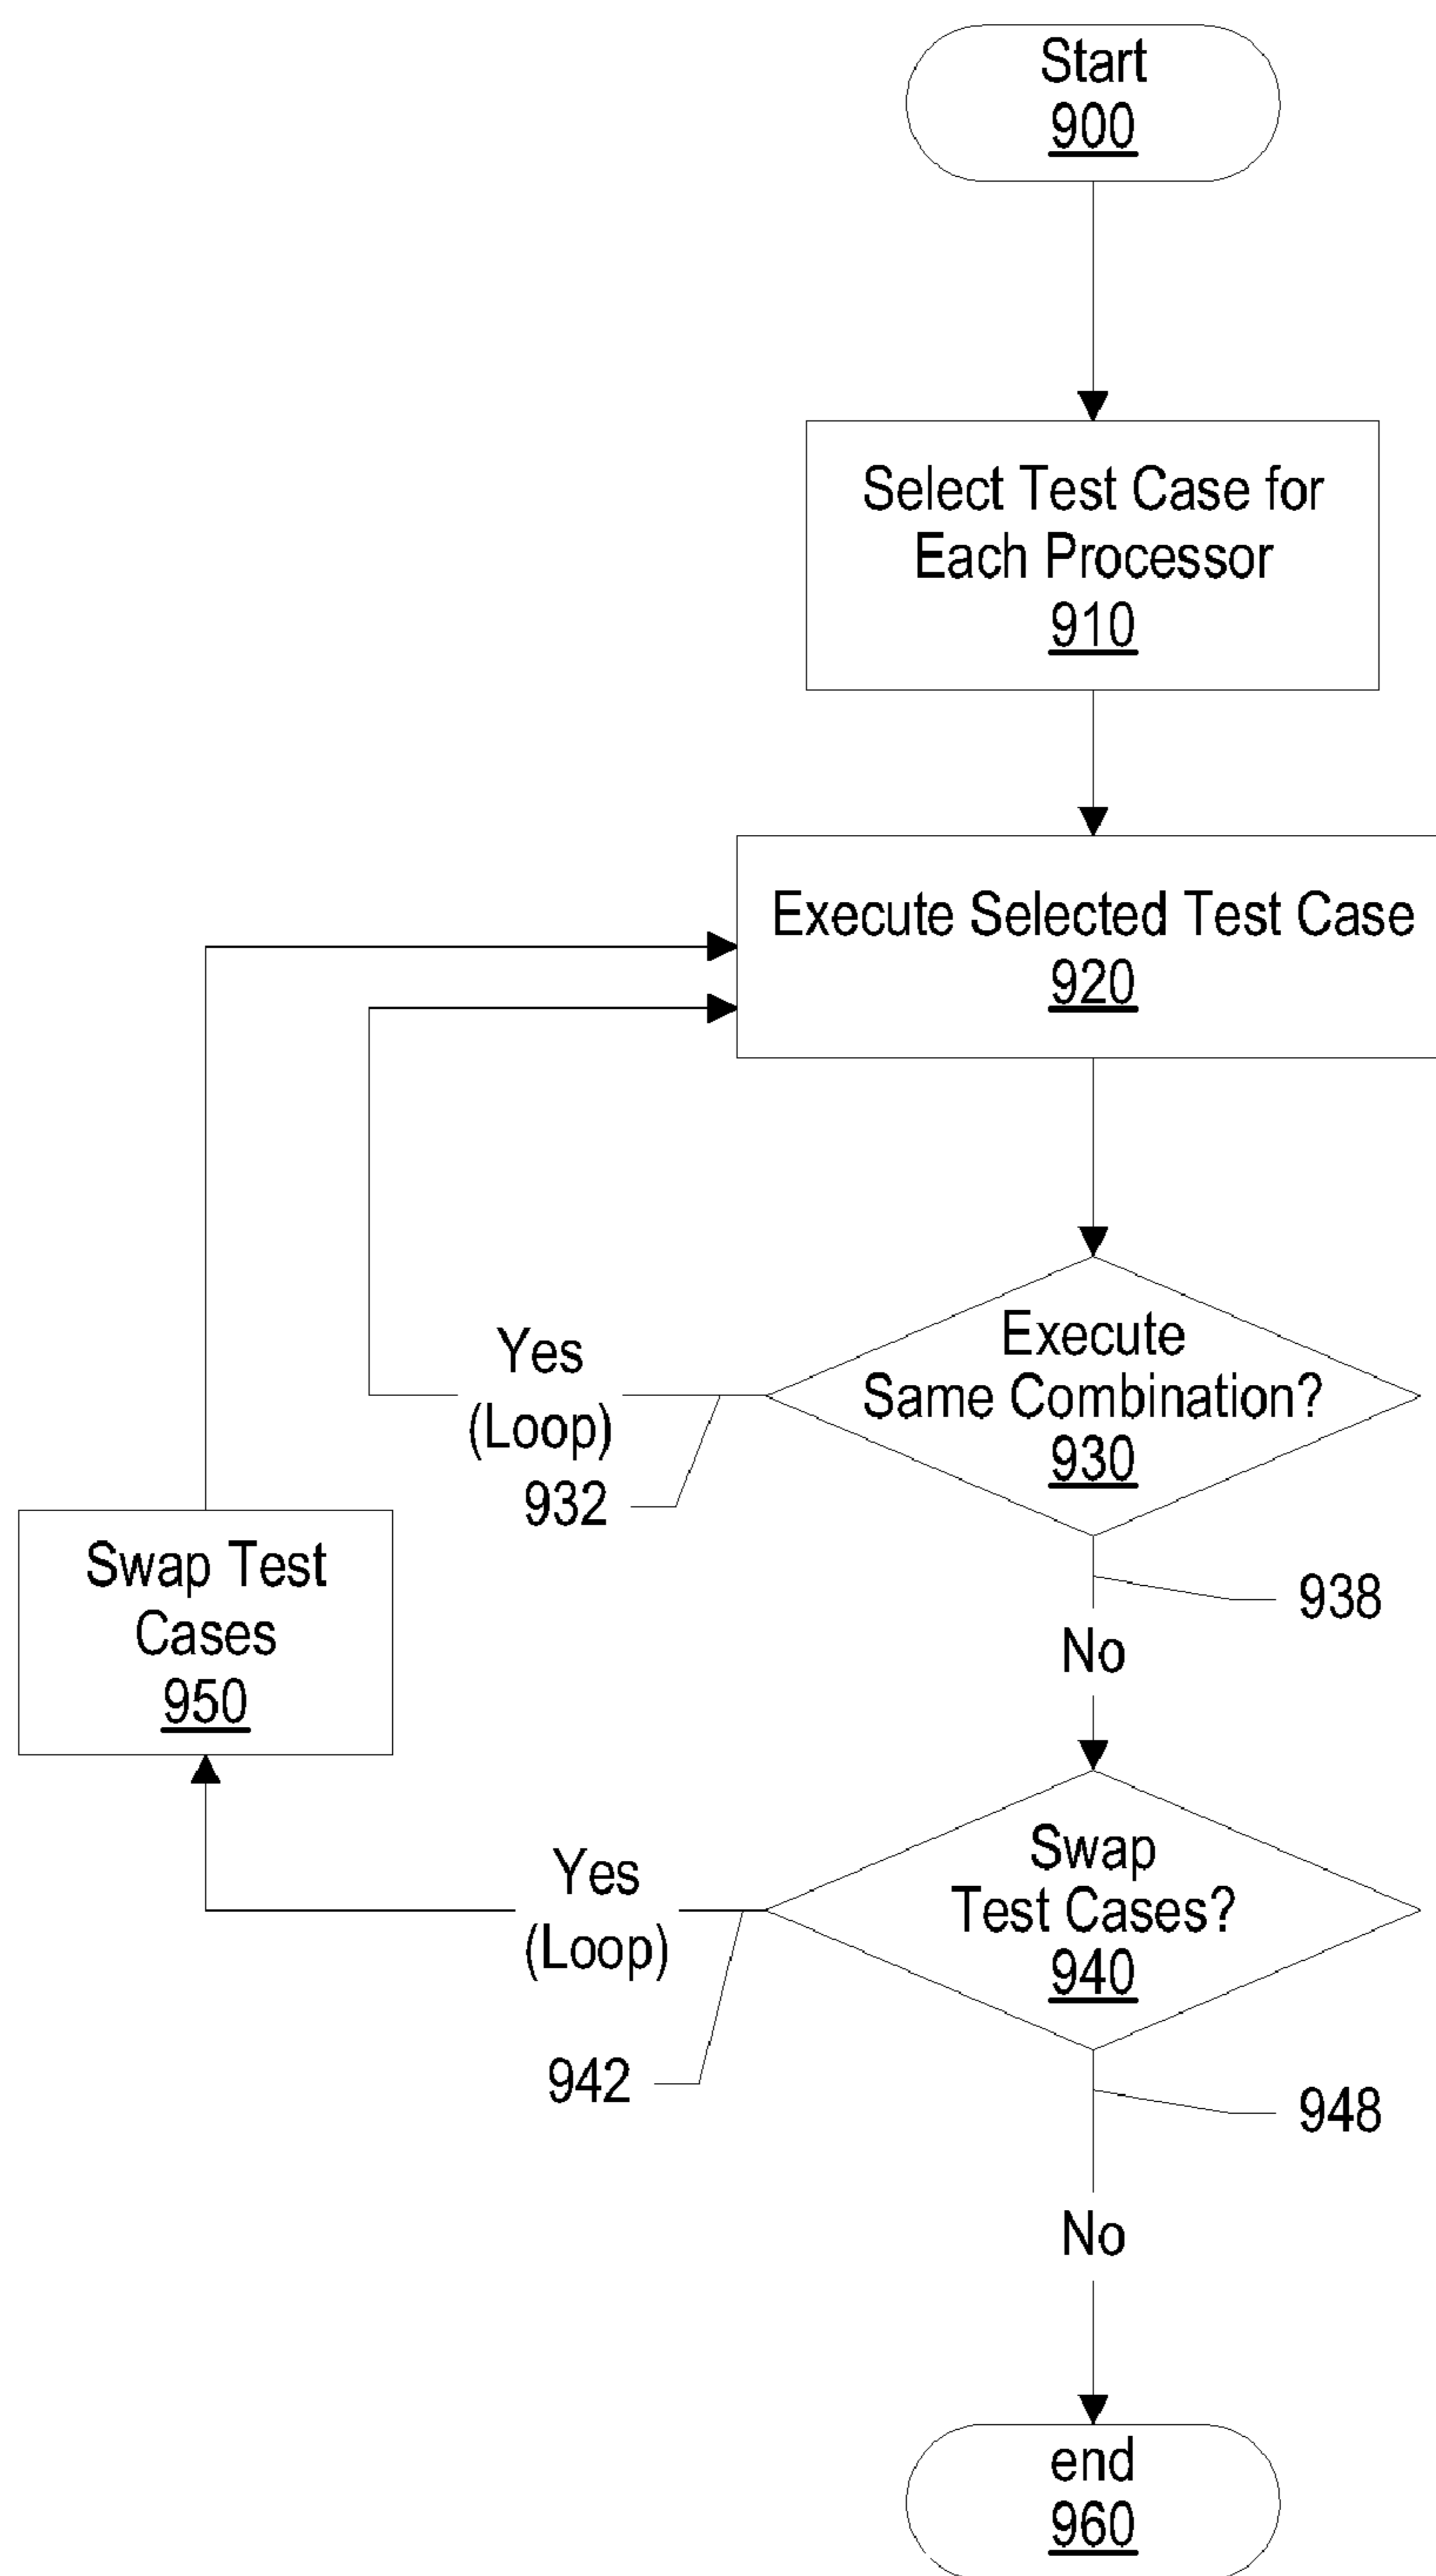 Start
900
Select Test Case for
Each Processor
910
Execute Selected Test Case
920
Execute
Same Combination?
930
Yes
(Loop)
932
938
No
Swap Test
Cases
950
Swap
Test Cases?
940
Yes
(Loop)
942
948
No
end
960